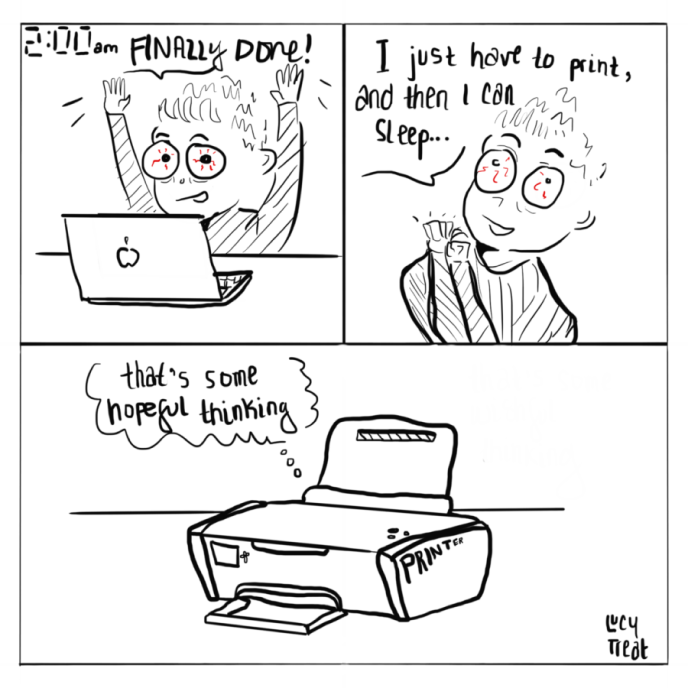 2:00am FINALLY DONE!
I just have to print,
and then I can
Sleep...
that's some
hopeful thinking
PRINTER
LUCY
TREAT